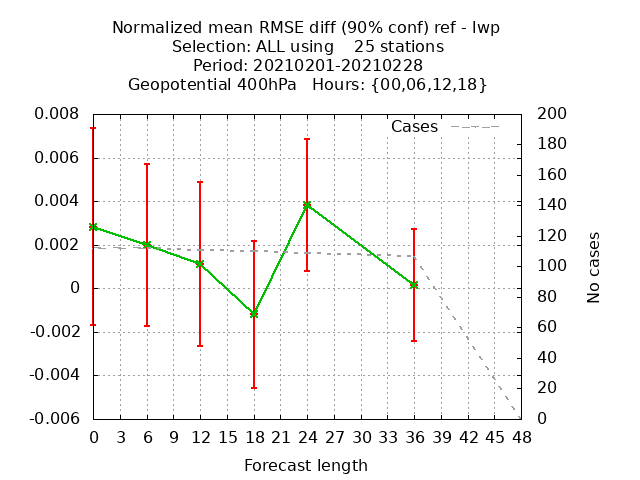 Normalized mean RMSE diff (90% conf) ref - lwp
Selection: ALL using    25 stations
Period: 20210201-20210228
Geopotential 400hPa   Hours: {00,06,12,18}
Cases
0.008
0.006
0.004
0.002
0
-0.002
-0.004
-0.006
200
180
160
140
120
100
80
60
40
20
0
No cases
0 3 6 9 12 15 18 21 24 27 30 33 36 39 42 45 48
Forecast length